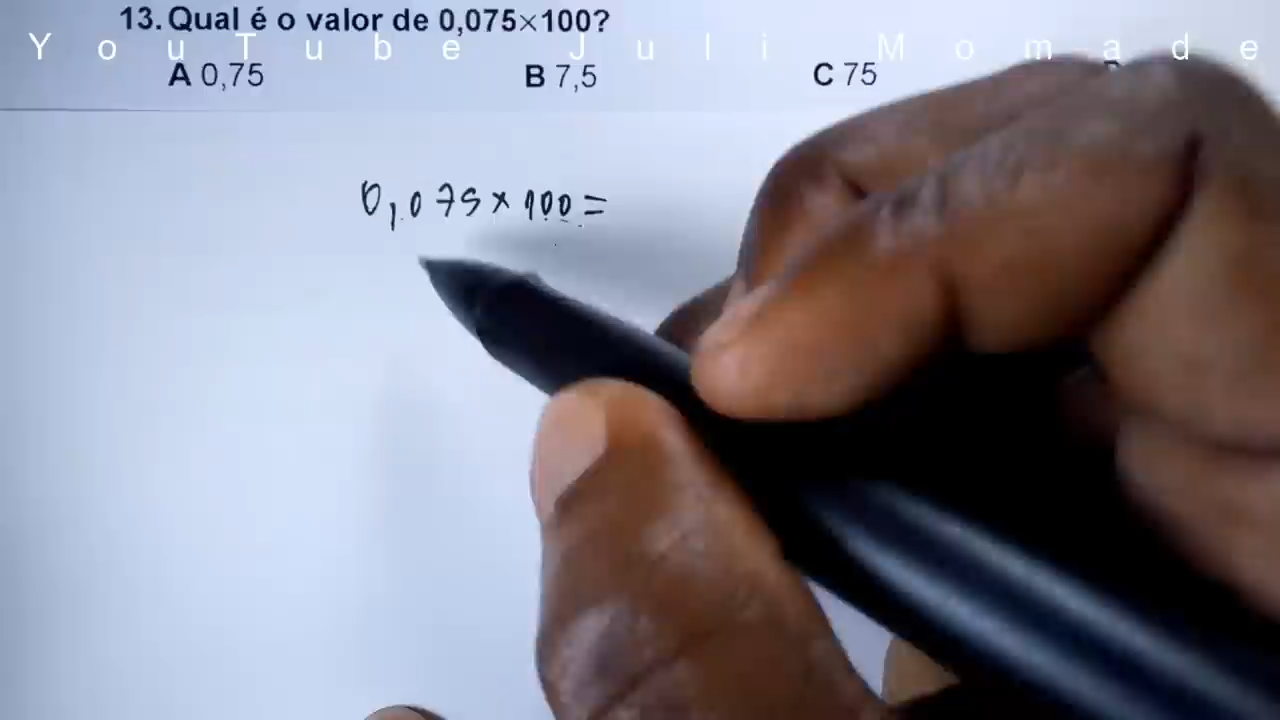 13. Qual é o valor de 0,075×100?
YouTube Juli Momade
A 0,75 B 7,5 C 75
0,075×100=